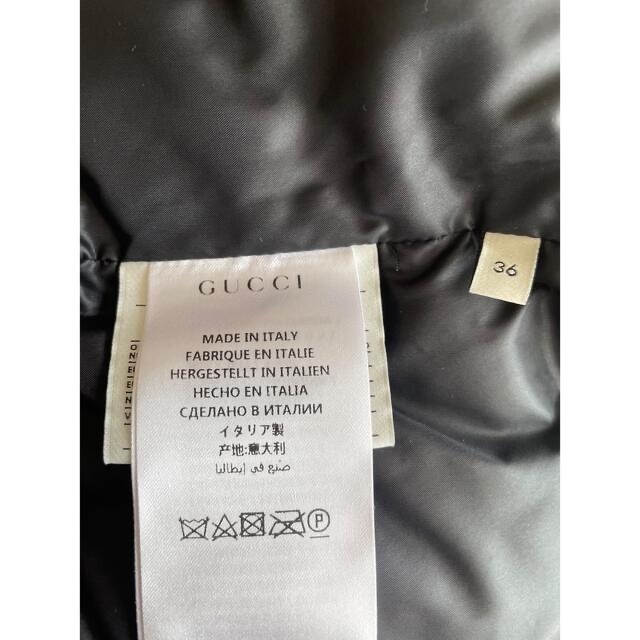 GUCCI
MADE IN ITALY
FABRIQUE EN ITALIE
HERGESTELLT IN ITALIEN
HECHO EN ITALIA
СДЕЛАНО В ИТАЛИИ
イタリア製
产地:意大利
صنع في إيطاليا
P
36